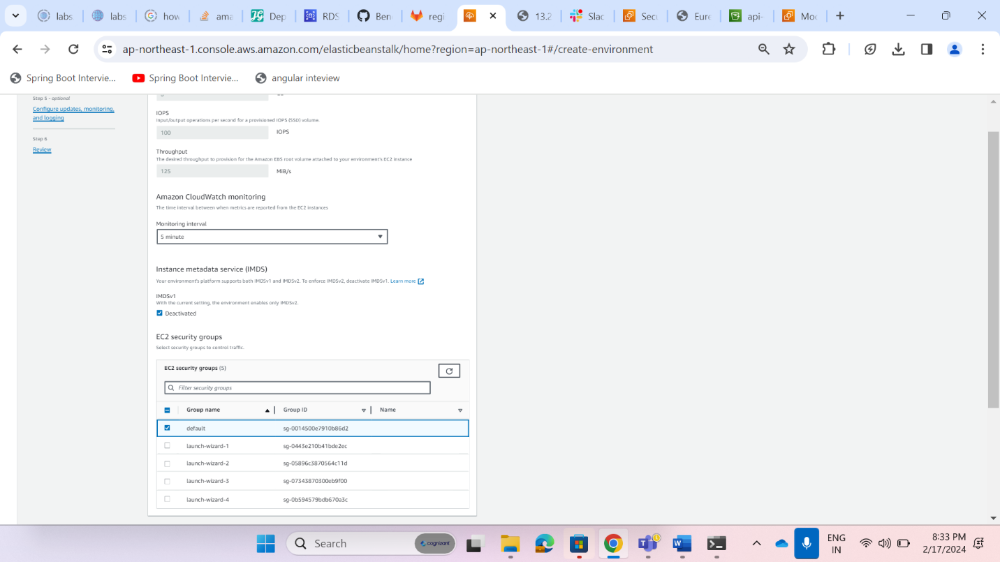 labs
labs
how
ama
Dep
RDS
Ben
regi
13.2
Slac
Secu
Eure
api-
Moc
ap-northeast-1.console.aws.amazon.com/elasticbeanstalk/home?region=ap-northeast-1#/create-environment
Spring Boot Intervie...
Spring Boot Intervie...
angular inteview
Step 5 - optional
Configure updates, monitoring,
and logging
Step 6
Review
IOPS
Input/output operations per second for a provisioned IOPS (SSD) volume.
100
IOPS
Throughput
The desired throughput to provision for the Amazon EBS root volume attached to your environment's EC2 instance
125
MiB/s
Amazon CloudWatch monitoring
The time interval between when metrics are reported from the EC2 instances
Monitoring interval
5 minute
Instance metadata service (IMDS)
Your environment's platform supports both IMDSv1 and IMDSv2. To enforce IMDSv2, deactivate IMDSv1. Learn more
IMDSv1
With the current setting, the environment enables only IMDSv2.
Deactivated
EC2 security groups
Select security groups to control traffic.
EC2 security groups (5)
Filter security groups
Group name
Group ID
Name
default
sg-0014500e7910b86d2
launch-wizard-1
sg-0443e210b41bde2ec
launch-wizard-2
sg-05896c3870564c11d
launch-wizard-3
sg-07343870300eb9f00
launch-wizard-4
sg-0b594579bdb670a3c
Search
cognizant
ENG
IN
8:33 PM
2/17/2024